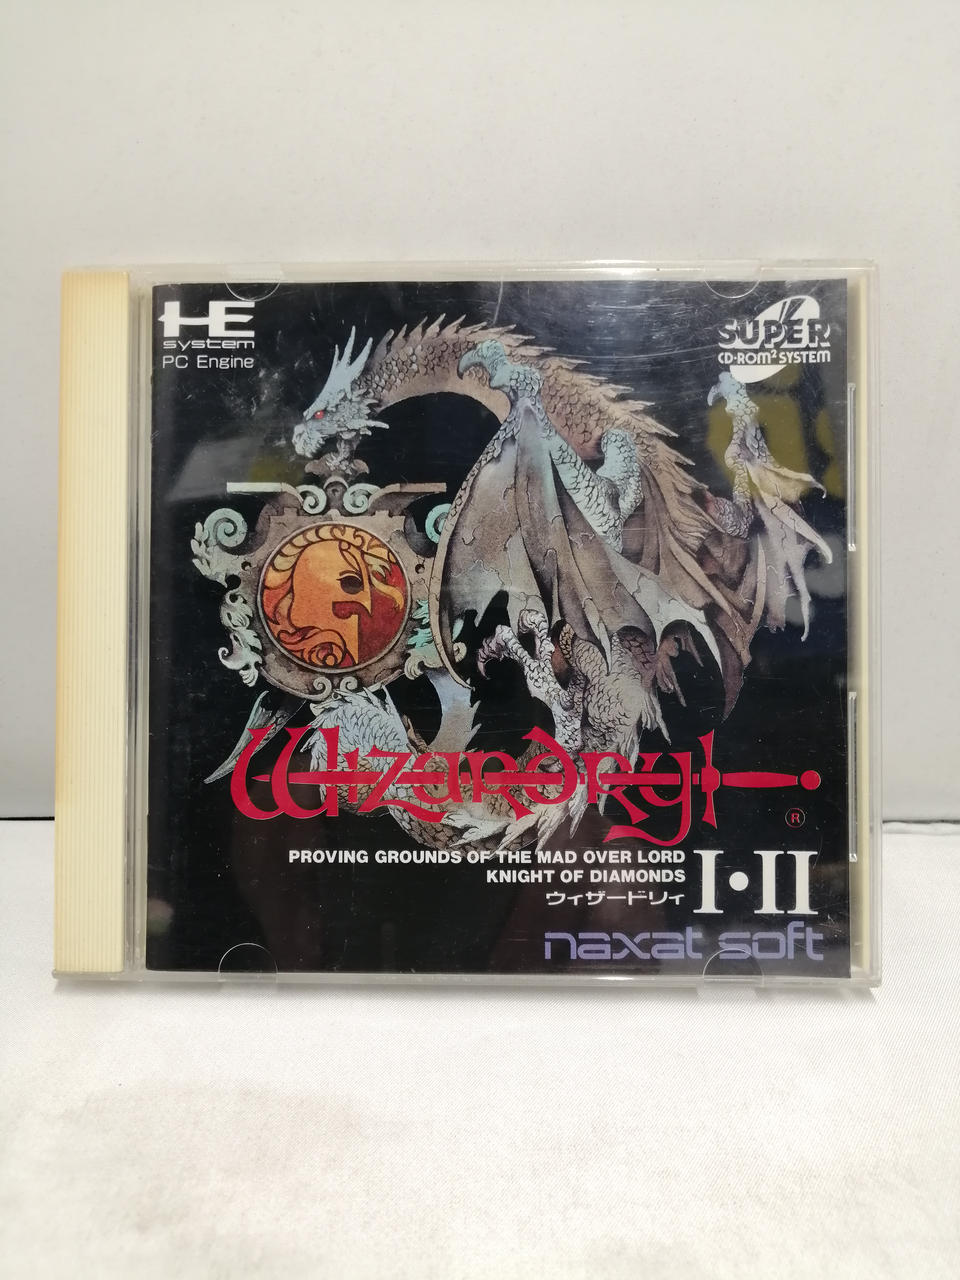 HE
system
PC Engine
SUPER
CD-ROM² SYSTEM
Wizardry
®
PROVING GROUNDS OF THE MAD OVER LORD
KNIGHT OF DIAMONDS
ウィザードリィ
I・II
naxat soft